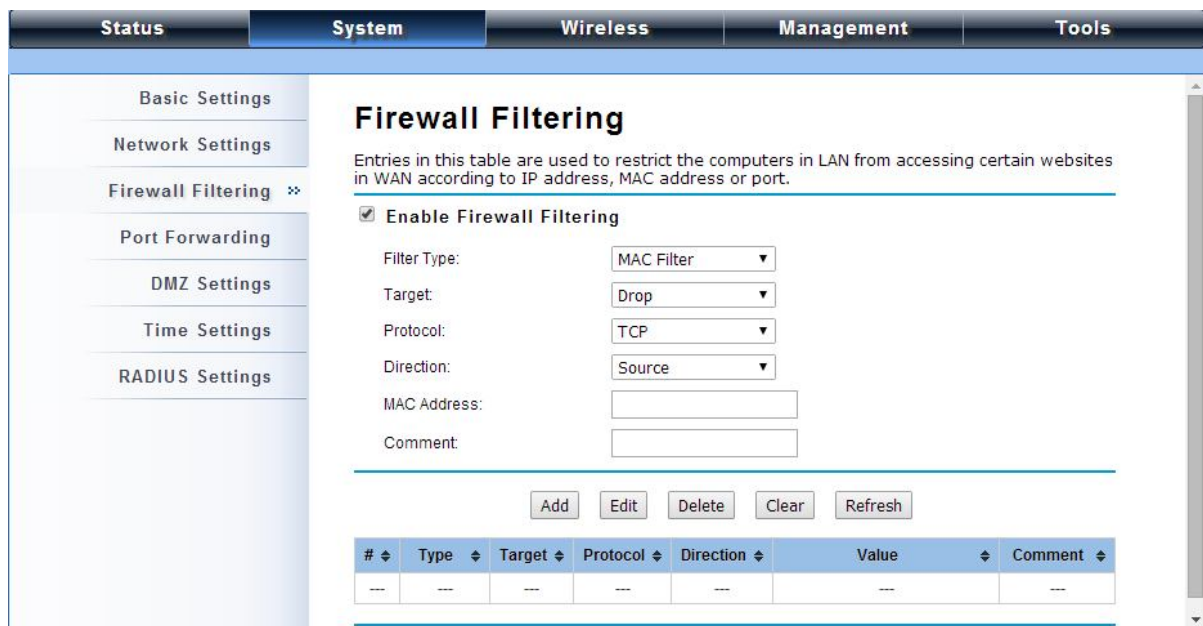 Status System Wireless Management Tools
Basic Settings
Network Settings
Firewall Filtering »
Port Forwarding
DMZ Settings
Time Settings
RADIUS Settings
Firewall Filtering
Entries in this table are used to restrict the computers in LAN from accessing certain websites
in WAN according to IP address, MAC address or port.
Enable Firewall Filtering
Filter Type: MAC Filter
Target: Drop
Protocol: TCP
Direction: Source
MAC Address:
Comment:
Add Edit Delete Clear Refresh
# Type Target Protocol Direction Value Comment
--- --- --- --- --- --- ---